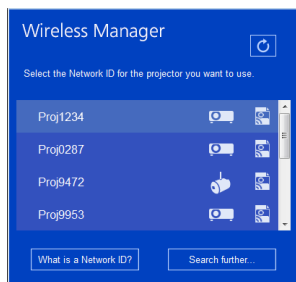 Wireless Manager
Select the Network ID for the projector you want to use.
Proj1234
Proj0287
Proj9472
Proj9953
What is a Network ID?
Search further...